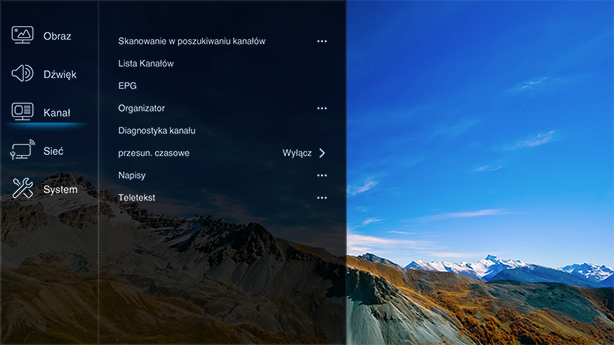 Obraz
Dźwięk
Kanał
Sieć
System
Skanowanie w poszukiwaniu kanałów
Lista Kanałów
EPG
Organizator
Diagnostyka kanału
przesun. czasowe Wyłącz
Napisy
Teletekst